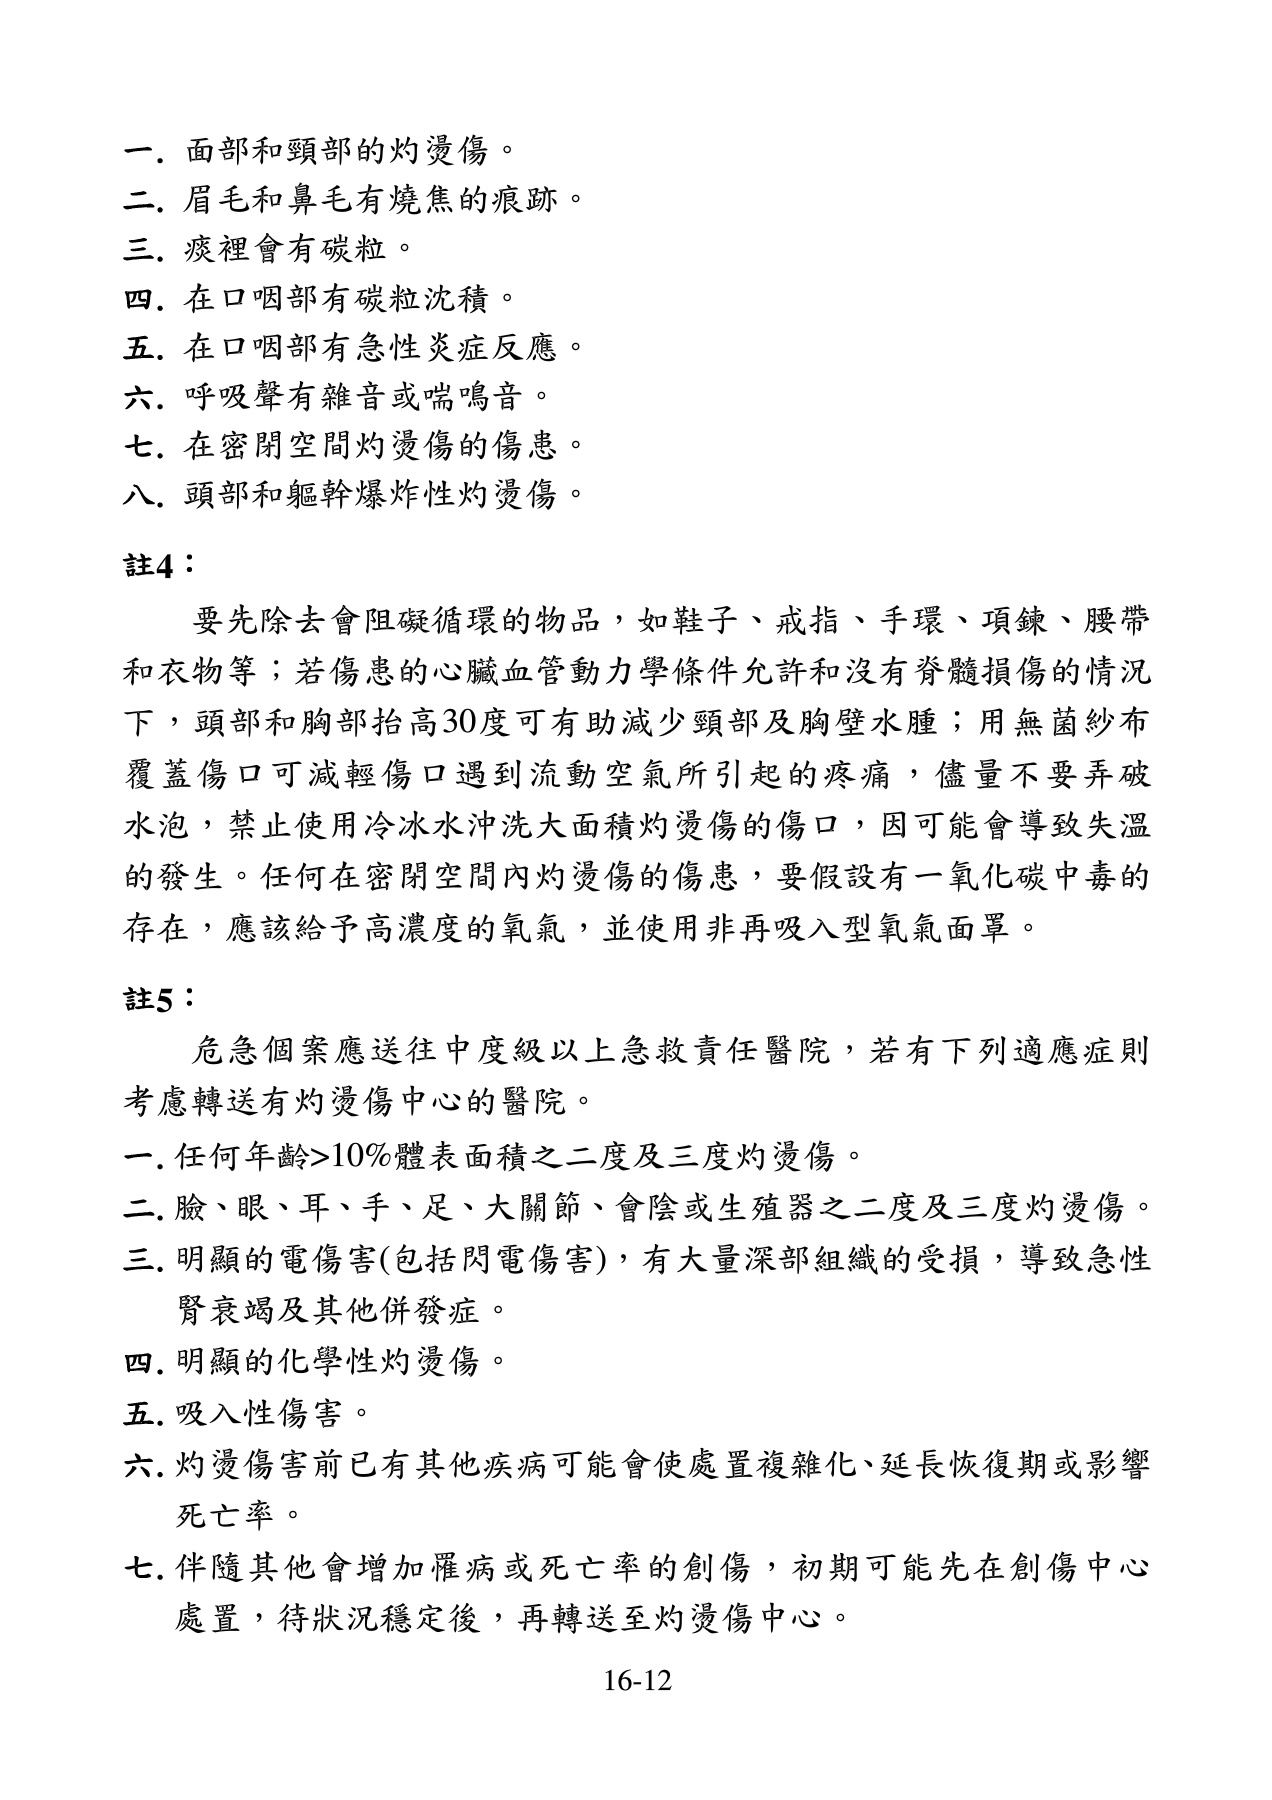 一. 面部和頸部的灼燙傷。
二. 眉毛和鼻毛有燒焦的痕跡。
三. 痰裡會有碳粒。
四. 在口咽部有碳粒沈積。
五. 在口咽部有急性炎症反應。
六. 呼吸聲有雜音或喘鳴音。
七. 在密閉空間灼燙傷的傷患。
八. 頭部和軀幹爆炸性灼燙傷。
註4：
要先除去會阻礙循環的物品，如鞋子、戒指、手環、項鍊、腰帶
和衣物等；若傷患的心臟血管動力學條件允許和沒有脊髓損傷的情況
下，頭部和胸部抬高30度可有助減少頸部及胸壁水腫；用無菌紗布
覆蓋傷口可減輕傷口遇到流動空氣所引起的疼痛，儘量不要弄破
水泡，禁止使用冷冰水沖洗大面積灼燙傷的傷口，因可能會導致失溫
的發生。任何在密閉空間內灼燙傷的傷患，要假設有一氧化碳中毒的
存在，應該給予高濃度的氧氣，並使用非再吸入型氧氣面罩。
註5：
危急個案應送往中度級以上急救責任醫院，若有下列適應症則
考慮轉送有灼燙傷中心的醫院。
一. 任何年齡>10%體表面積之二度及三度灼燙傷。
二. 臉、眼、耳、手、足、大關節、會陰或生殖器之二度及三度灼燙傷。
三. 明顯的電傷害(包括閃電傷害)，有大量深部組織的受損，導致急性
腎衰竭及其他併發症。
四. 明顯的化學性灼燙傷。
五. 吸入性傷害。
六. 灼燙傷害前已有其他疾病可能會使處置複雜化、延長恢復期或影響
死亡率。
七. 伴隨其他會增加罹病或死亡率的創傷，初期可能先在創傷中心
處置，待狀況穩定後，再轉送至灼燙傷中心。
16-12